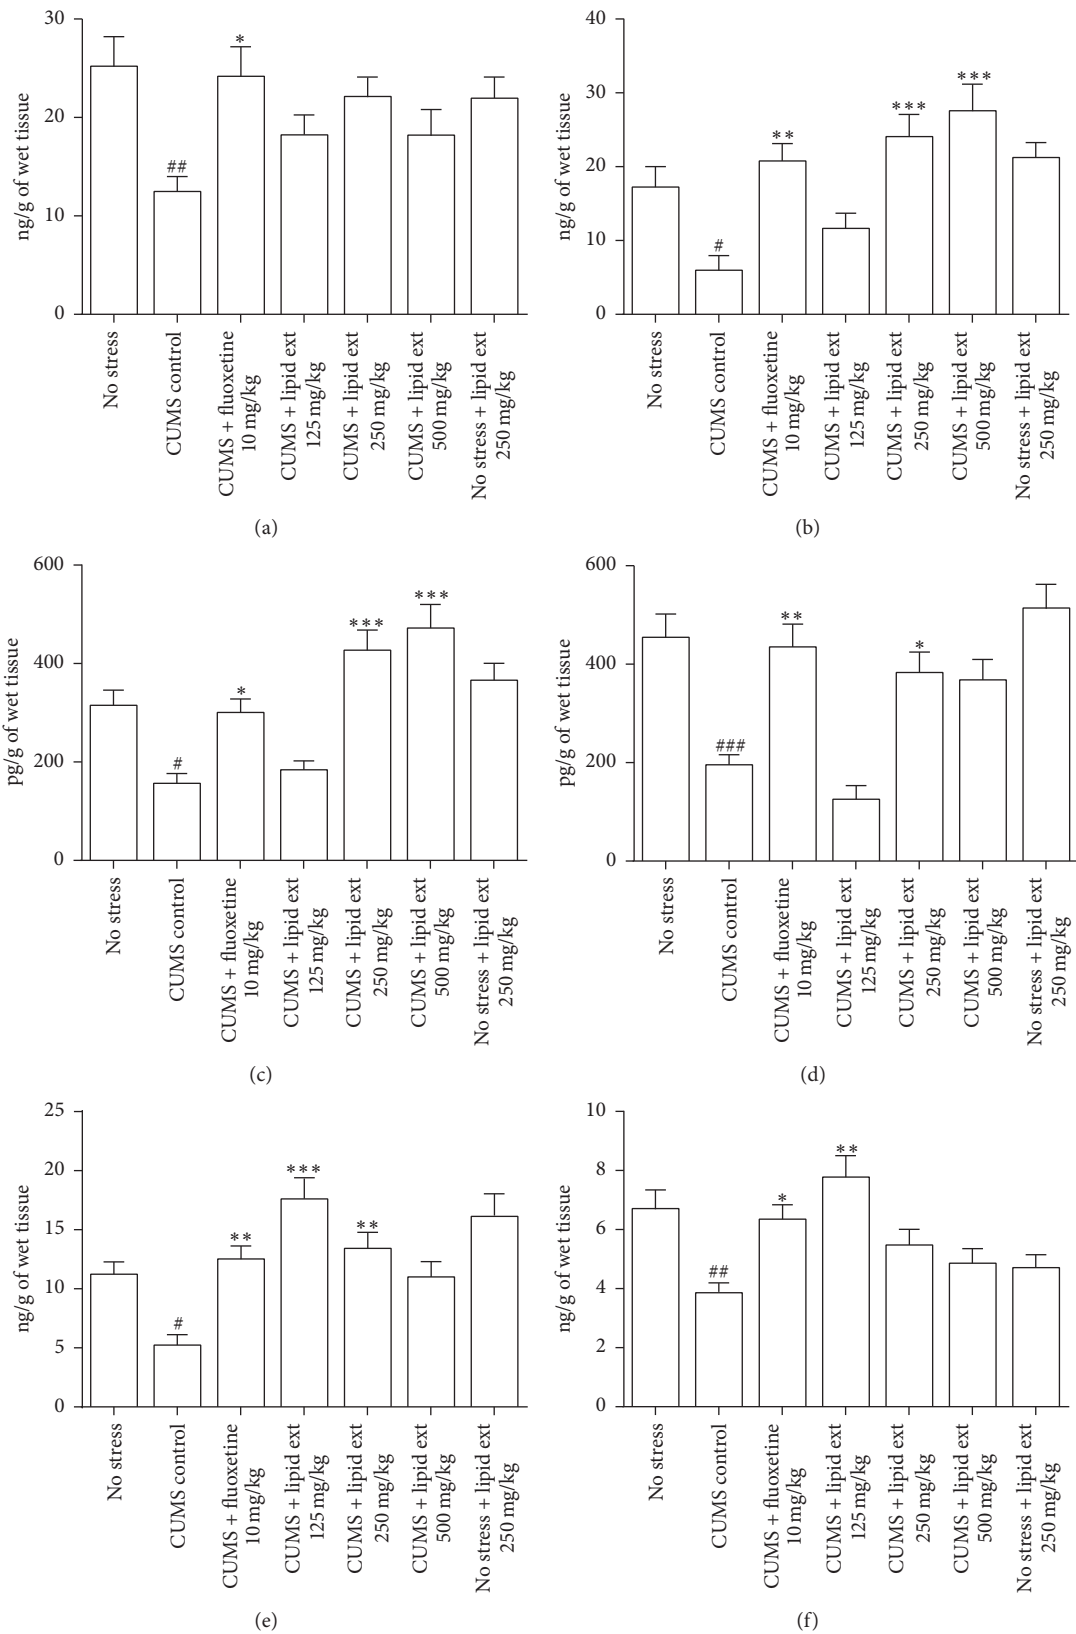 30
20
10
0
ng/g of wet tissue
##
*
No stress
CUMS control
CUMS + fluoxetine
10 mg/kg
CUMS + lipid ext
125 mg/kg
CUMS + lipid ext
250 mg/kg
CUMS + lipid ext
500 mg/kg
No stress + lipid ext
250 mg/kg
(a)
40
30
20
10
0
ng/g of wet tissue
#
**
***
***
No stress
CUMS control
CUMS + fluoxetine
10 mg/kg
CUMS + lipid ext
125 mg/kg
CUMS + lipid ext
250 mg/kg
CUMS + lipid ext
500 mg/kg
No stress + lipid ext
250 mg/kg
(b)
600
400
200
0
pg/g of wet tissue
#
*
***
***
No stress
CUMS control
CUMS + fluoxetine
10 mg/kg
CUMS + lipid ext
125 mg/kg
CUMS + lipid ext
250 mg/kg
CUMS + lipid ext
500 mg/kg
No stress + lipid ext
250 mg/kg
(c)
600
400
200
0
pg/g of wet tissue
###
**
*
No stress
CUMS control
CUMS + fluoxetine
10 mg/kg
CUMS + lipid ext
125 mg/kg
CUMS + lipid ext
250 mg/kg
CUMS + lipid ext
500 mg/kg
No stress + lipid ext
250 mg/kg
(d)
25
20
15
10
5
0
ng/g of wet tissue
#
**
***
**
No stress
CUMS control
CUMS + fluoxetine
10 mg/kg
CUMS + lipid ext
125 mg/kg
CUMS + lipid ext
250 mg/kg
CUMS + lipid ext
500 mg/kg
No stress + lipid ext
250 mg/kg
(e)
10
8
6
4
2
0
ng/g of wet tissue
##
*
**
No stress
CUMS control
CUMS + fluoxetine
10 mg/kg
CUMS + lipid ext
125 mg/kg
CUMS + lipid ext
250 mg/kg
CUMS + lipid ext
500 mg/kg
No stress + lipid ext
250 mg/kg
(f)